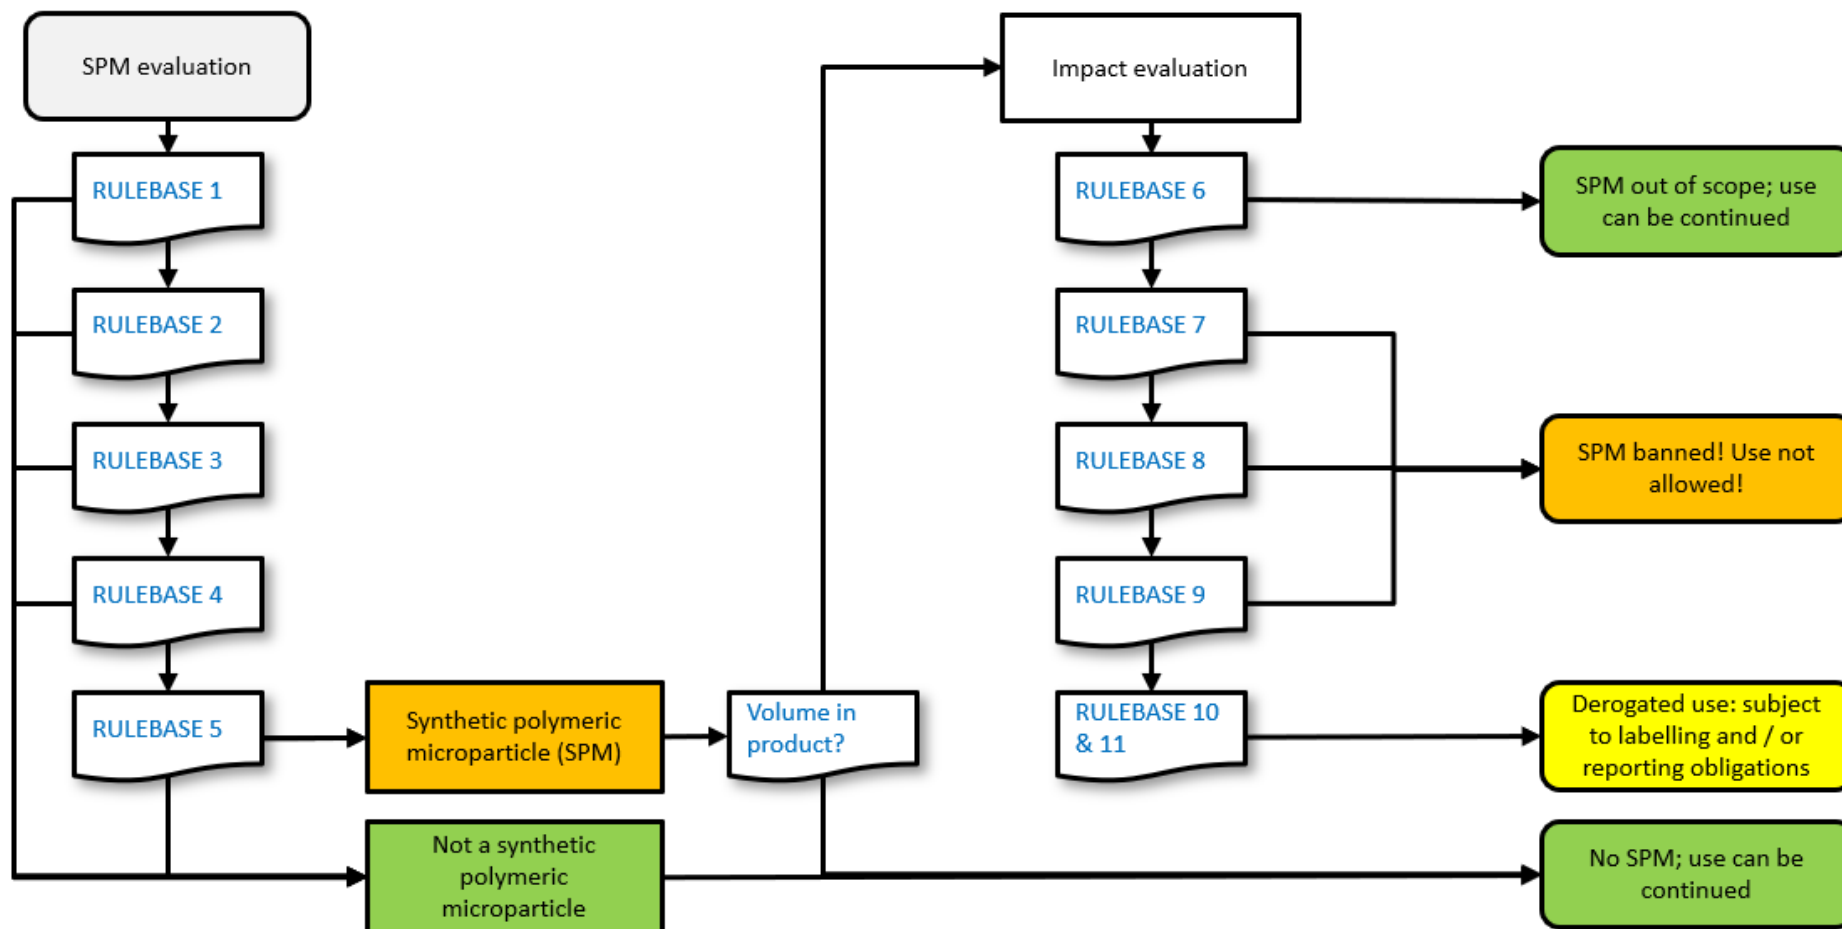 SPM evaluation
RULEBASE 1
RULEBASE 2
RULEBASE 3
RULEBASE 4
RULEBASE 5
Synthetic polymeric
microparticle (SPM)
Not a synthetic
polymeric
microparticle
Volume in
product?
Impact evaluation
RULEBASE 6
RULEBASE 7
RULEBASE 8
RULEBASE 9
RULEBASE 10
& 11
SPM out of scope; use
can be continued
SPM banned! Use not
allowed!
Derogated use: subject
to labelling and / or
reporting obligations
No SPM; use can be
continued